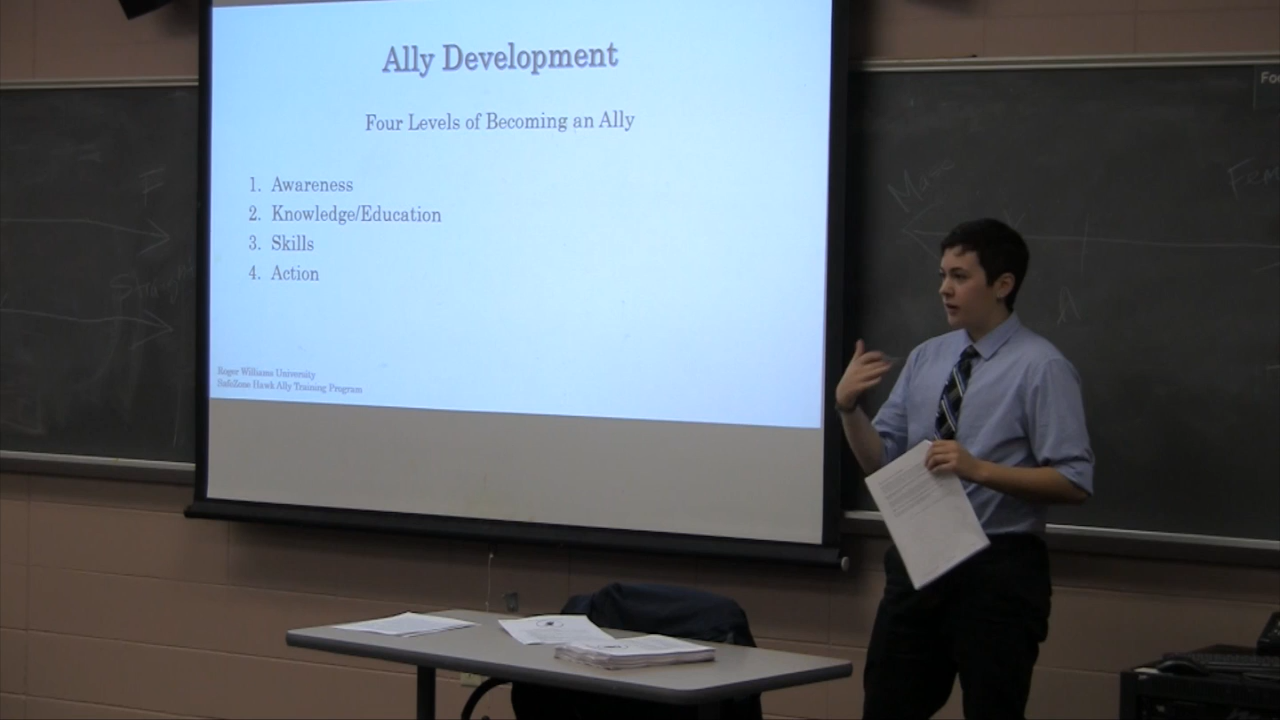 Ally Development
Four Levels of Becoming an Ally
1. Awareness
2. Knowledge/Education
3. Skills
4. Action
Roger Williams University
SafeZone Hawk Ally Training Program
F
Masc
A